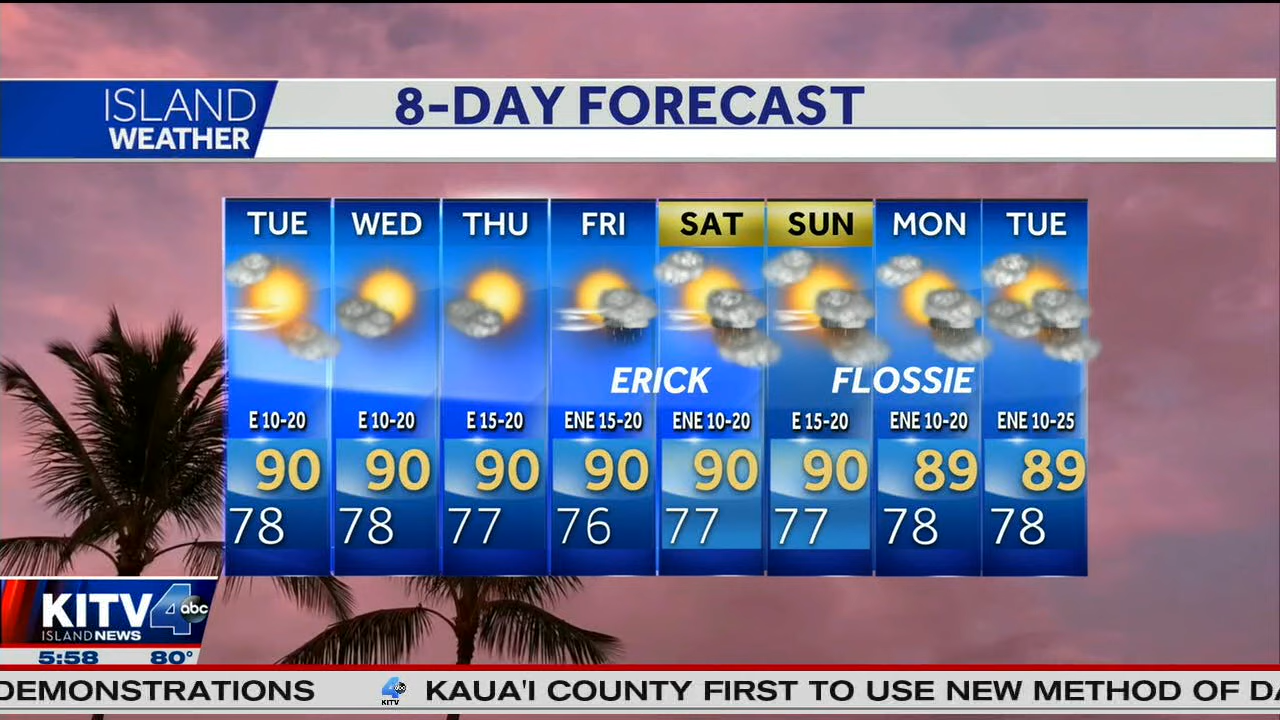 ISLAND
WEATHER
8-DAY FORECAST
TUE WED THU FRI SAT SUN MON TUE
ERICK FLOSSIE
E 10-20 E 10-20 E 15-20 ENE 15-20 ENE 10-20 E 15-20 ENE 10-20 ENE 10-25
90 90 90 90 90 90 89 89
78 78 77 76 77 77 78 78
KITV4 abc
ISLAND NEWS
5:58 80°
DEMONSTRATIONS 4 abc KITV KAUA'I COUNTY FIRST TO USE NEW METHOD OF DA